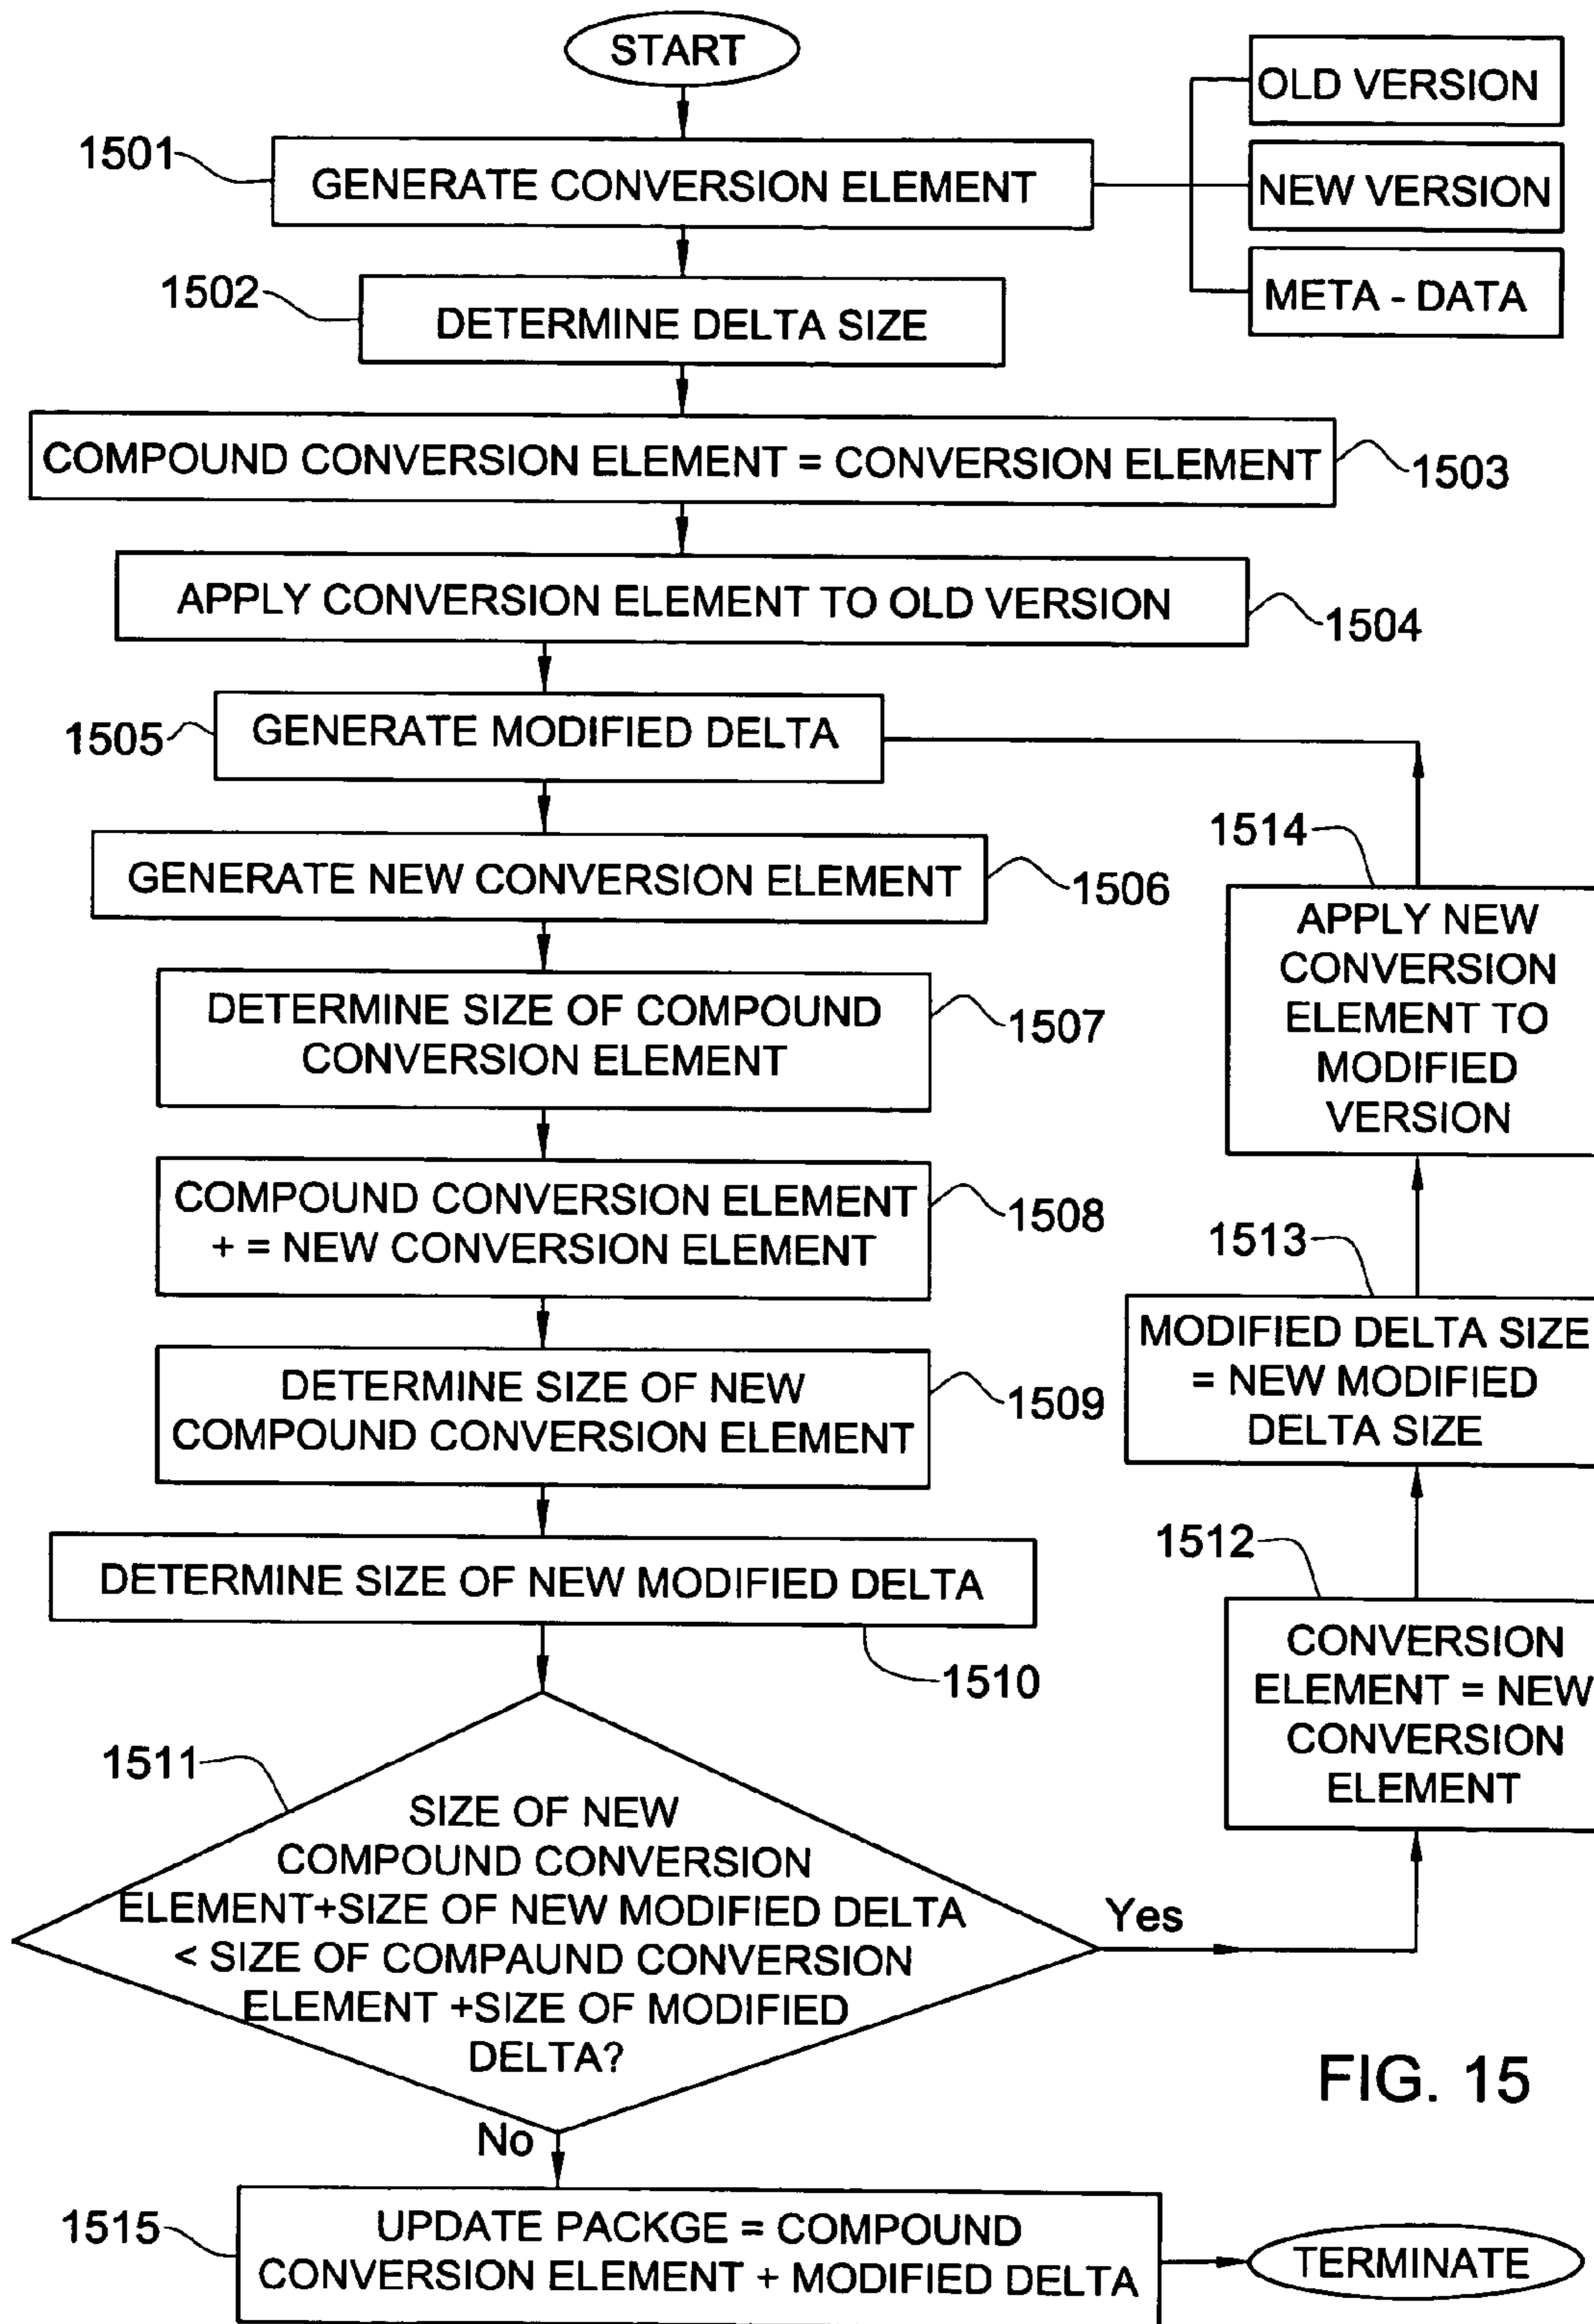 START
OLD VERSION
NEW VERSION
META - DATA
1501
GENERATE CONVERSION ELEMENT
1502
DETERMINE DELTA SIZE
COMPOUND CONVERSION ELEMENT = CONVERSION ELEMENT
1503
APPLY CONVERSION ELEMENT TO OLD VERSION
1504
1505
GENERATE MODIFIED DELTA
GENERATE NEW CONVERSION ELEMENT
1506
DETERMINE SIZE OF COMPOUND
CONVERSION ELEMENT
1507
COMPOUND CONVERSION ELEMENT
+ = NEW CONVERSION ELEMENT
1508
DETERMINE SIZE OF NEW
COMPOUND CONVERSION ELEMENT
1509
DETERMINE SIZE OF NEW MODIFIED DELTA
1510
1511
SIZE OF NEW
COMPOUND CONVERSION
ELEMENT+SIZE OF NEW MODIFIED DELTA
< SIZE OF COMPAUND CONVERSION
ELEMENT +SIZE OF MODIFIED
DELTA?
Yes
1512
CONVERSION
ELEMENT = NEW
CONVERSION
ELEMENT
1513
MODIFIED DELTA SIZE
= NEW MODIFIED
DELTA SIZE
1514
APPLY NEW
CONVERSION
ELEMENT TO
MODIFIED
VERSION
No
1515
UPDATE PACKGE = COMPOUND
CONVERSION ELEMENT + MODIFIED DELTA
TERMINATE
FIG. 15